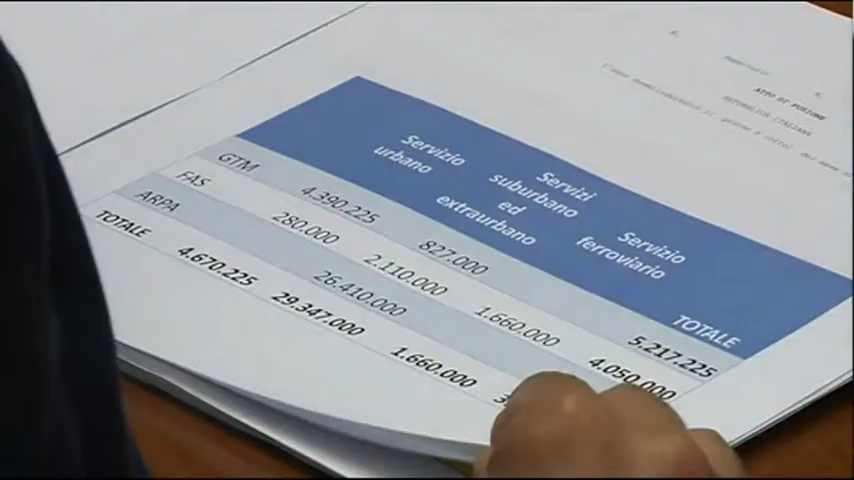 ATTO DI FUSIONE
REPUBBLICA ITALIANA
Servizio urbano
Servizi suburbano ed extraurbano
Servizio ferroviario
TOTALE
GTM 4.390.225 827.000 5.217.225
FAS 280.000 2.110.000 1.660.000 4.050.000
ARPA 26.410.000
TOTALE 4.670.225 29.347.000 1.660.000